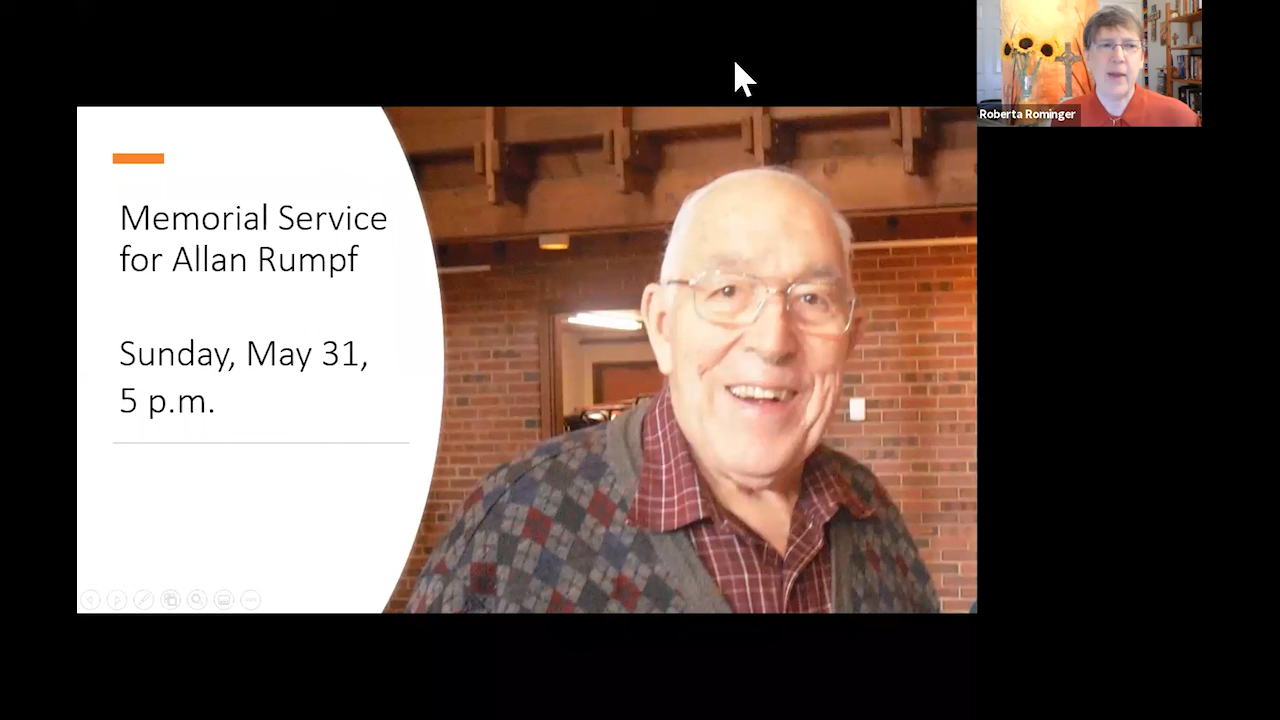 Roberta Rominger
Memorial Service
for Allan Rumpf
Sunday, May 31,
5 p.m.